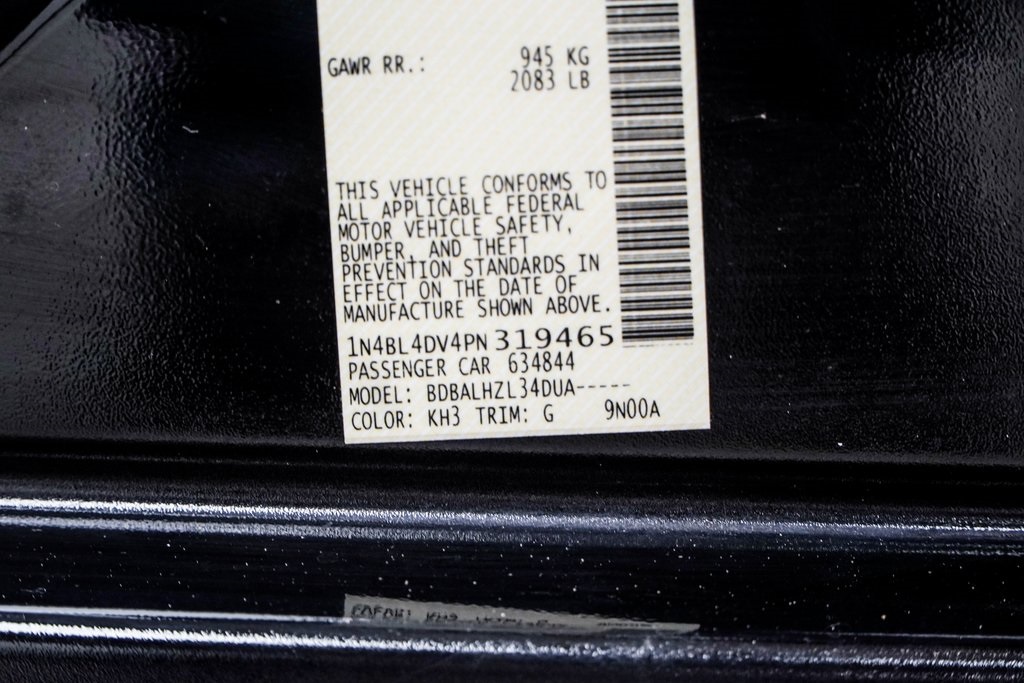 GAWR RR.: 945 KG
2083 LB
THIS VEHICLE CONFORMS TO
ALL APPLICABLE FEDERAL
MOTOR VEHICLE SAFETY,
BUMPER, AND THEFT
PREVENTION STANDARDS IN
EFFECT ON THE DATE OF
MANUFACTURE SHOWN ABOVE.
1N4BL4DV4PN319465
PASSENGER CAR 634844
MODEL: BDBALHZL34DUA-----
COLOR: KH3 TRIM: G 9N00A